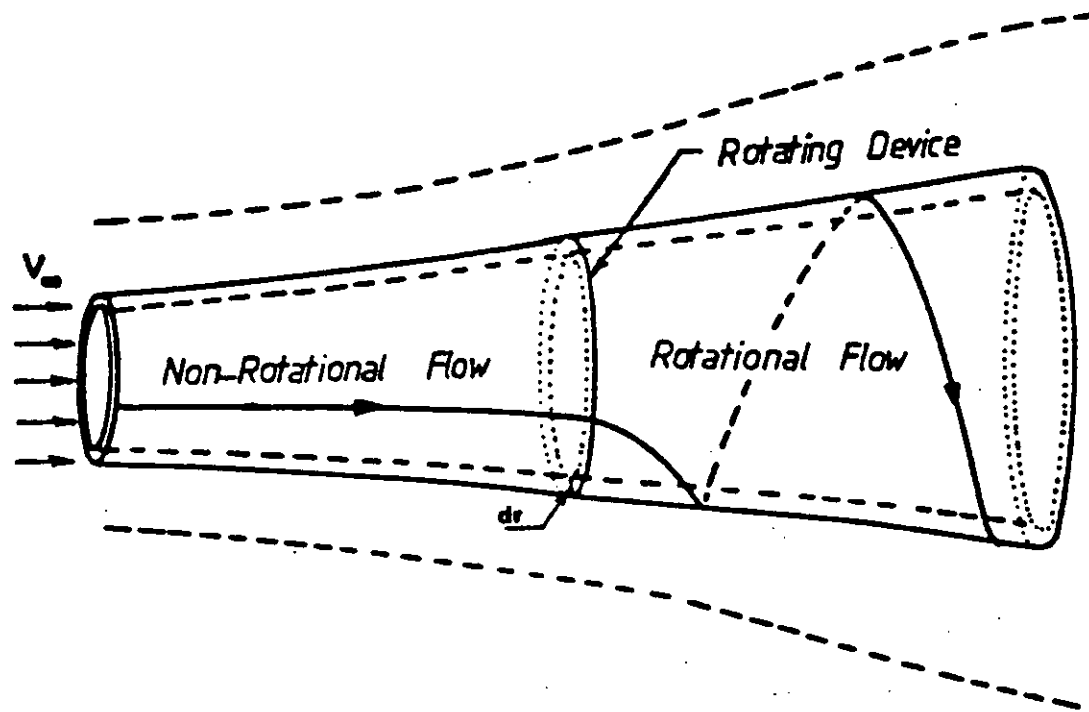 Rotating Device
V∞
Non-Rotational Flow
Rotational Flow
dr